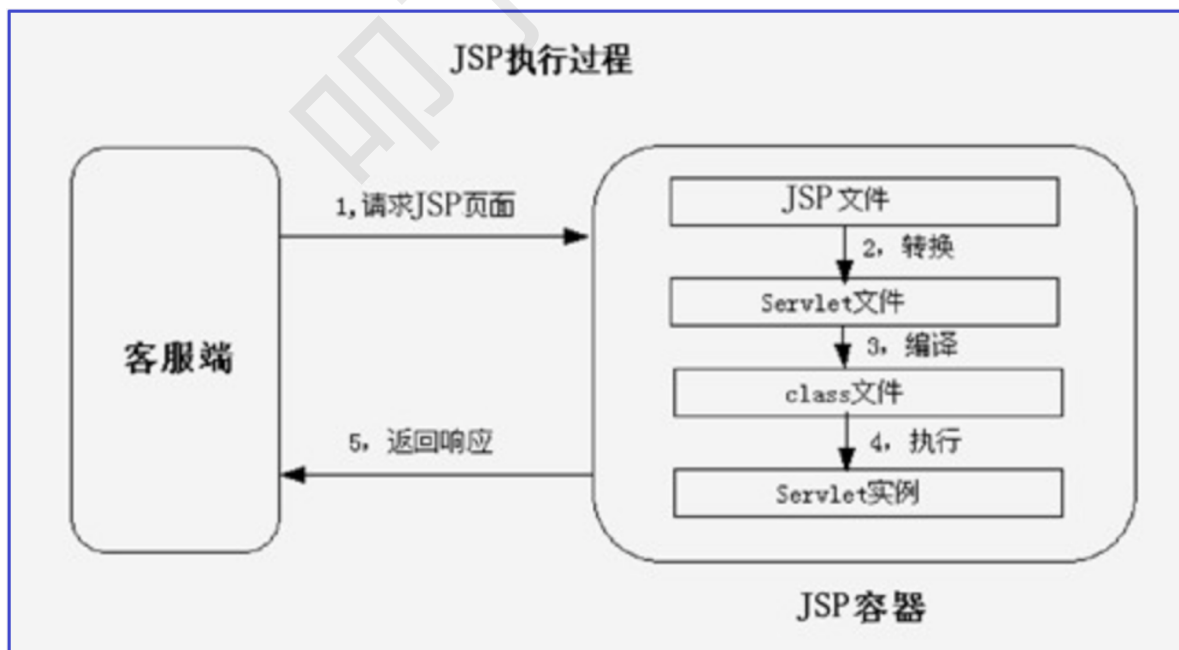 JSP执行过程
1,请求JSP页面
JSP文件
2，转换
Servlet文件
3，编译
客服端
class文件
5，返回响应
4，执行
Servlet实例
JSP容器